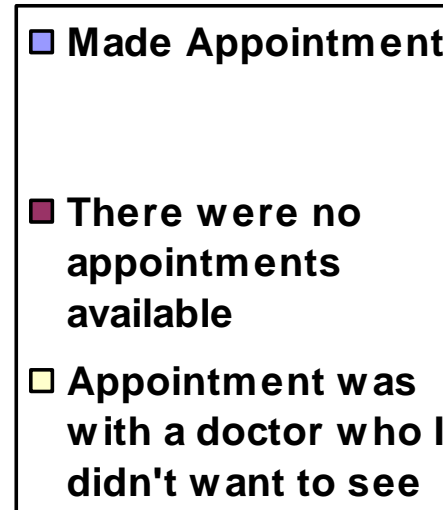 Made Appointment
There were no
appointments
available
Appointment was
with a doctor who I
didn't want to see